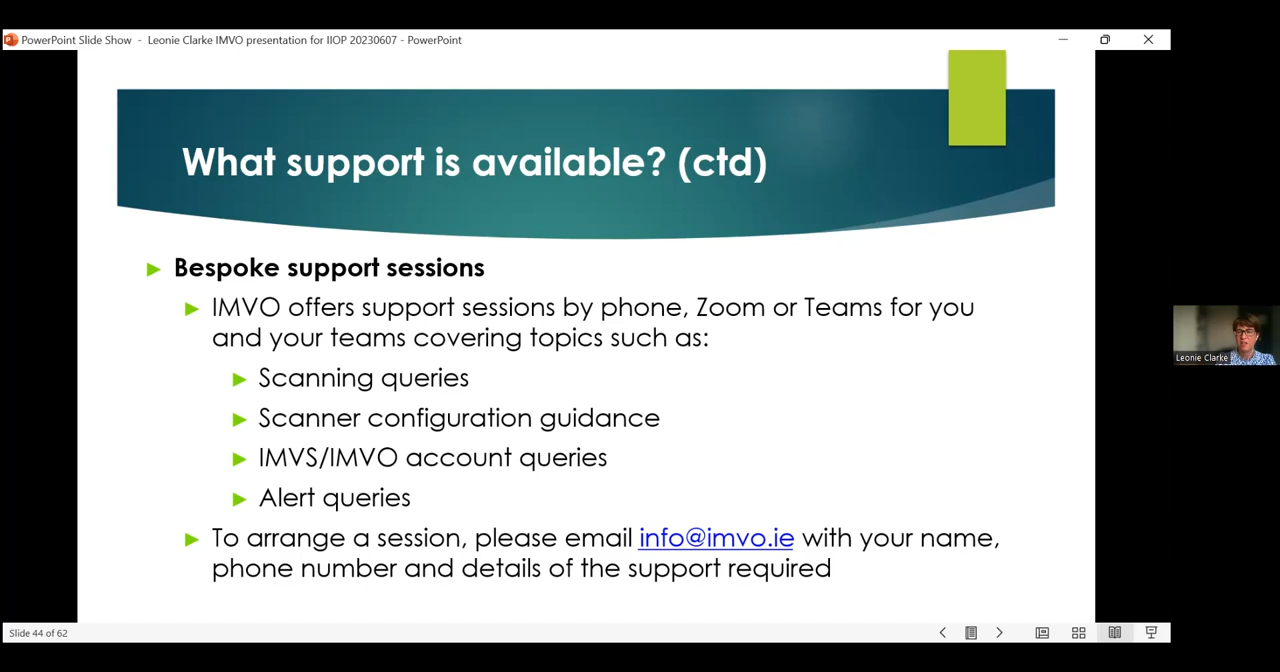 PowerPoint Slide Show - Leonie Clarke IMVO presentation for IIOP 20230607 - PowerPoint
What support is available? (ctd)
Bespoke support sessions
IMVO offers support sessions by phone, Zoom or Teams for you
and your teams covering topics such as:
Scanning queries
Scanner configuration guidance
IMVS/IMVO account queries
Alert queries
To arrange a session, please email info@imvo.ie with your name,
phone number and details of the support required
Leonie Clarke
Slide 44 of 62